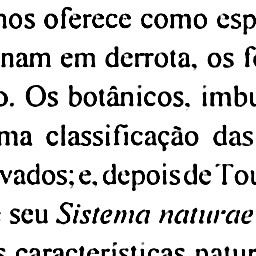 nos oferece como esp
nam em derrota, os f
o. Os botânicos, imbu
ma classificação das
vados; e, depois de Tou
seu Sistema naturae
s características natur